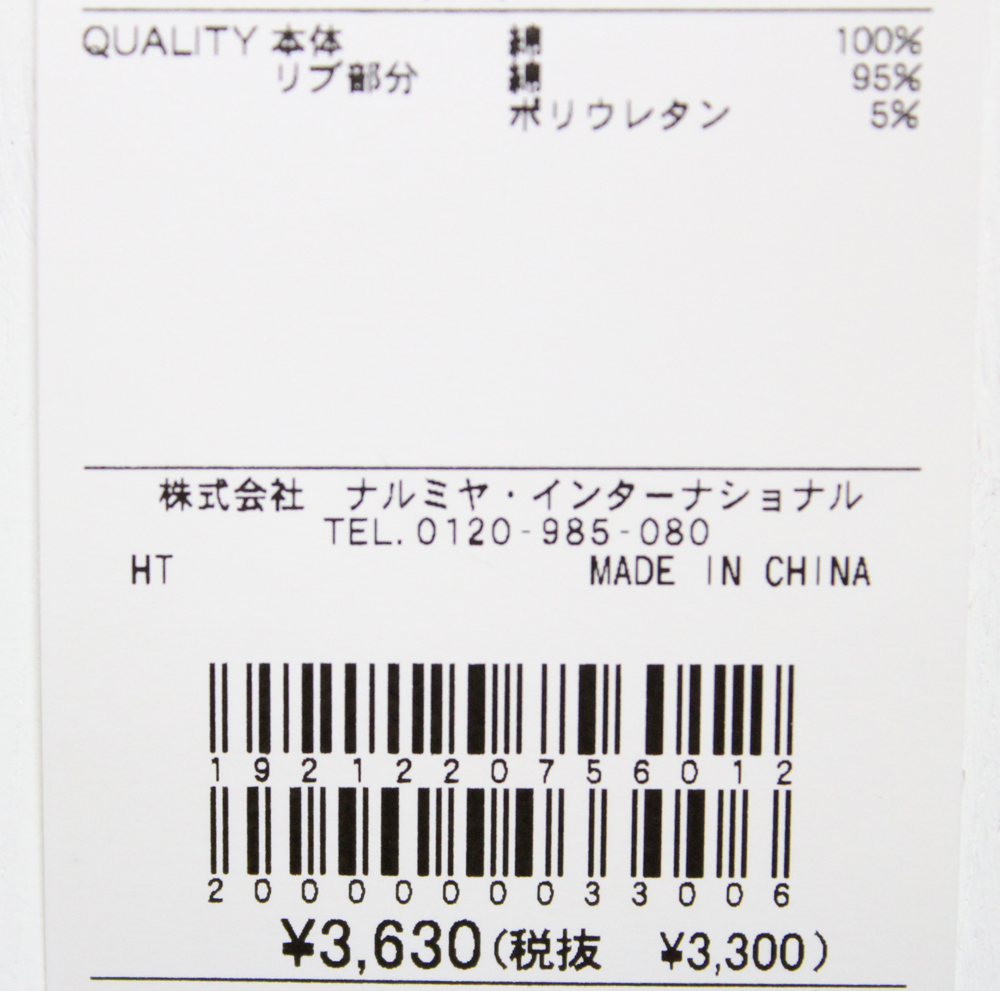 QUALITY 本体 綿 100%
リブ部分 綿 95%
ポリウレタン 5%
株式会社 ナルミヤ・インターナショナル
TEL.0120-985-080
HT MADE IN CHINA
1921220756012
2000000033006
¥3,630(税抜 ¥3,300)